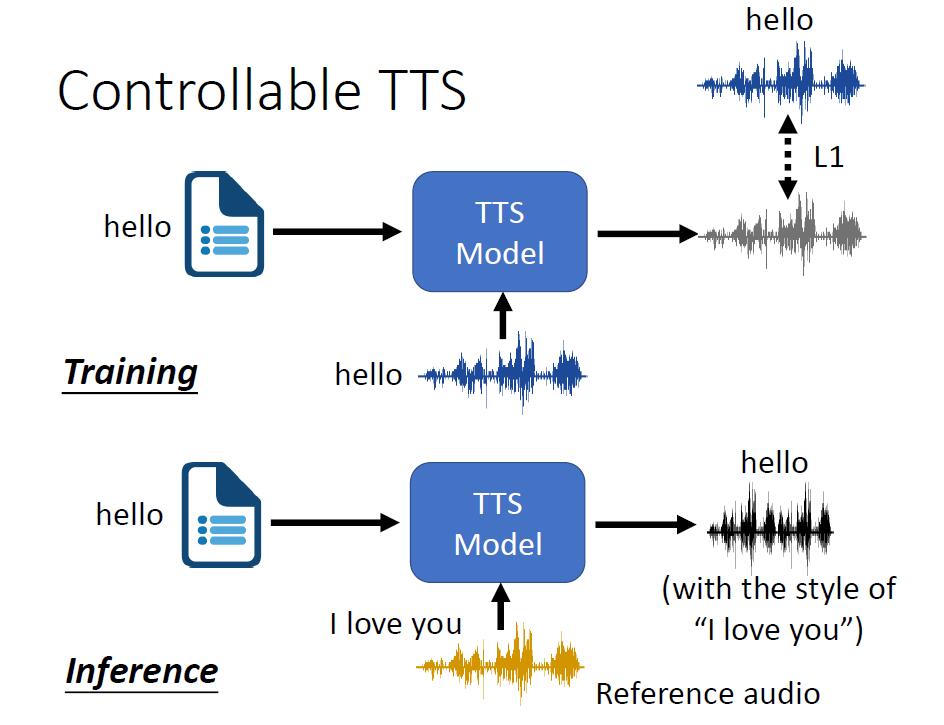 hello
Controllable TTS
L1
hello
TTS
Model
hello
Training
hello
TTS
Model
hello
(with the style of
“I love you”)
I love you
Inference
Reference audio